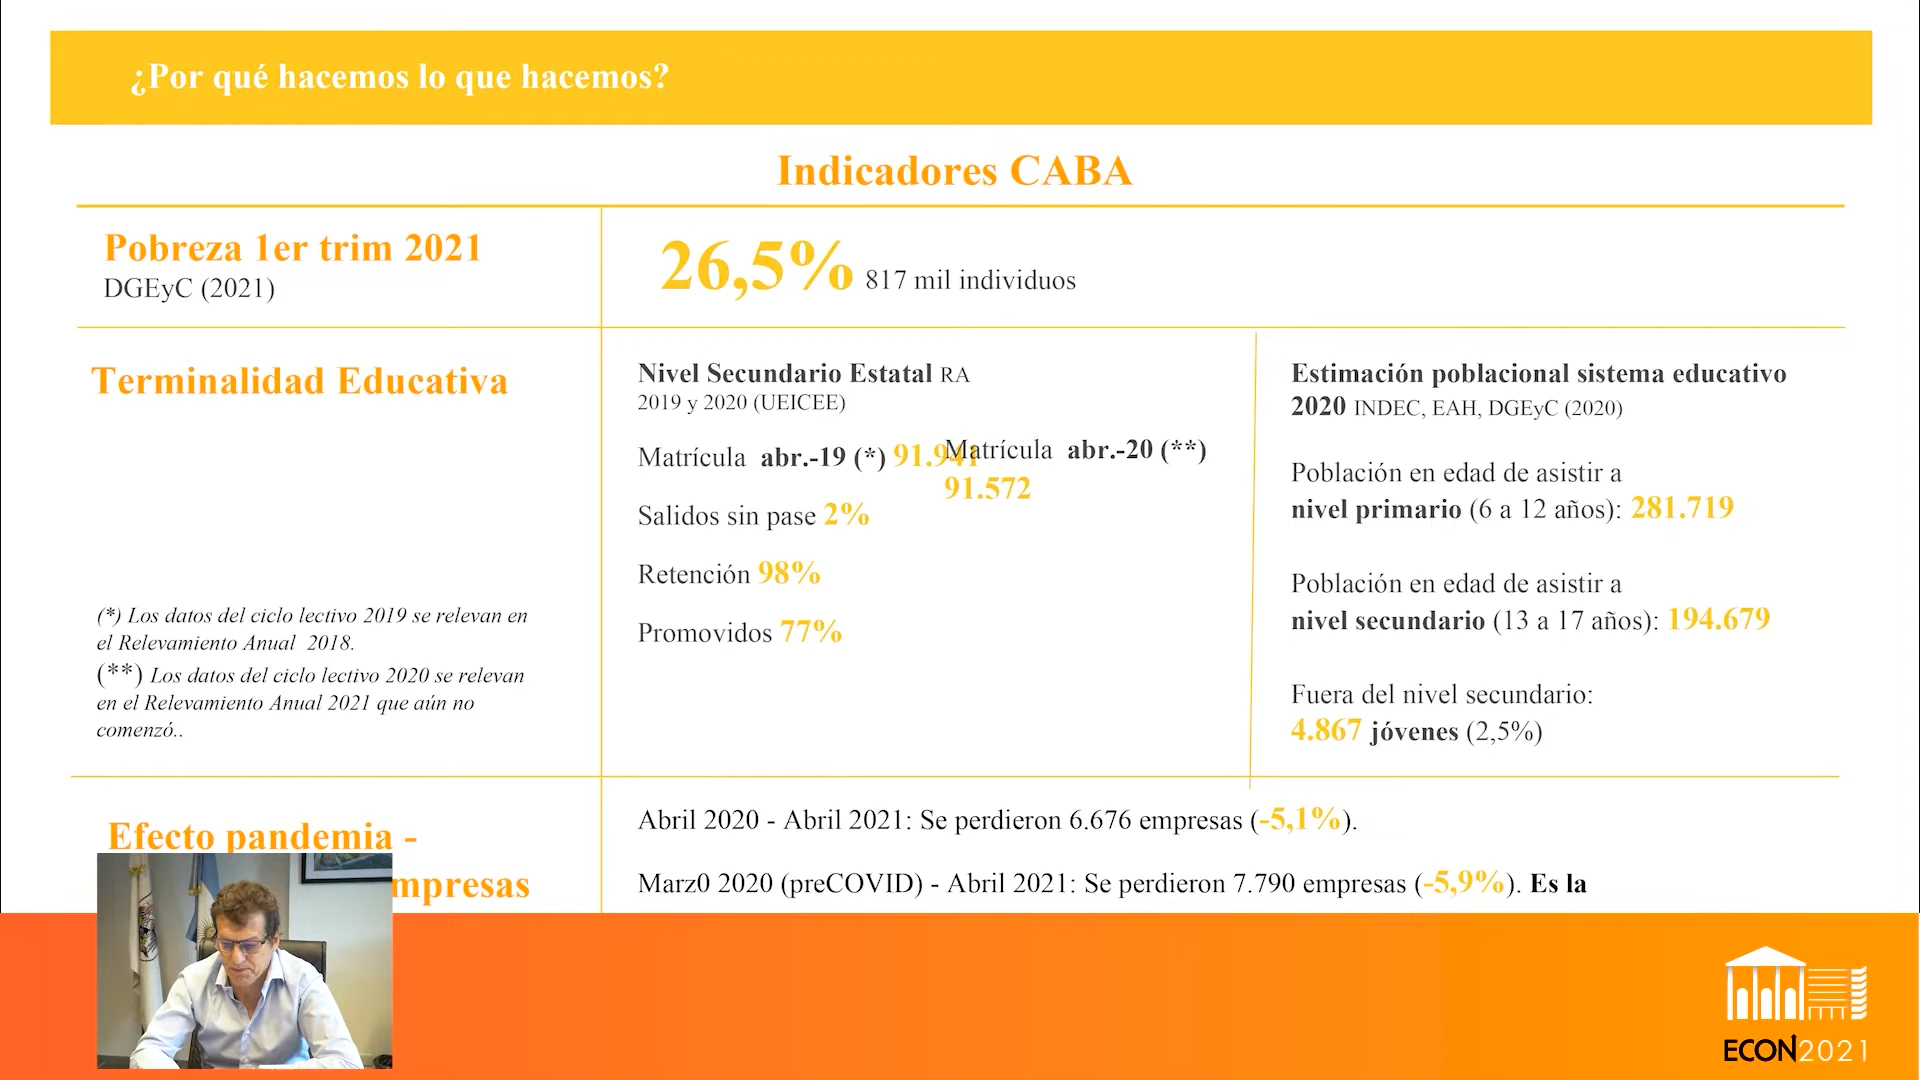 ¿Por qué hacemos lo que hacemos?
Indicadores CABA
Pobreza 1er trim 2021
DGEyC (2021)
26,5% 817 mil individuos
Terminalidad Educativa
(*) Los datos del ciclo lectivo 2019 se relevan en
el Relevamiento Anual 2018.
(**) Los datos del ciclo lectivo 2020 se relevan
en el Relevamiento Anual 2021 que aún no
comenzó..
Nivel Secundario Estatal RA
2019 y 2020 (UEICEE)
Matrícula abr.-19 (*) 91.941
Matrícula abr.-20 (**)
91.572
Salidos sin pase 2%
Retención 98%
Promovidos 77%
Estimación poblacional sistema educativo
2020 INDEC, EAH, DGEyC (2020)
Población en edad de asistir a
nivel primario (6 a 12 años): 281.719
Población en edad de asistir a
nivel secundario (13 a 17 años): 194.679
Fuera del nivel secundario:
4.867 jóvenes (2,5%)
Efecto pandemia -
mpresas
Abril 2020 - Abril 2021: Se perdieron 6.676 empresas (-5,1%).
Marz0 2020 (preCOVID) - Abril 2021: Se perdieron 7.790 empresas (-5,9%). Es la
ECON2021